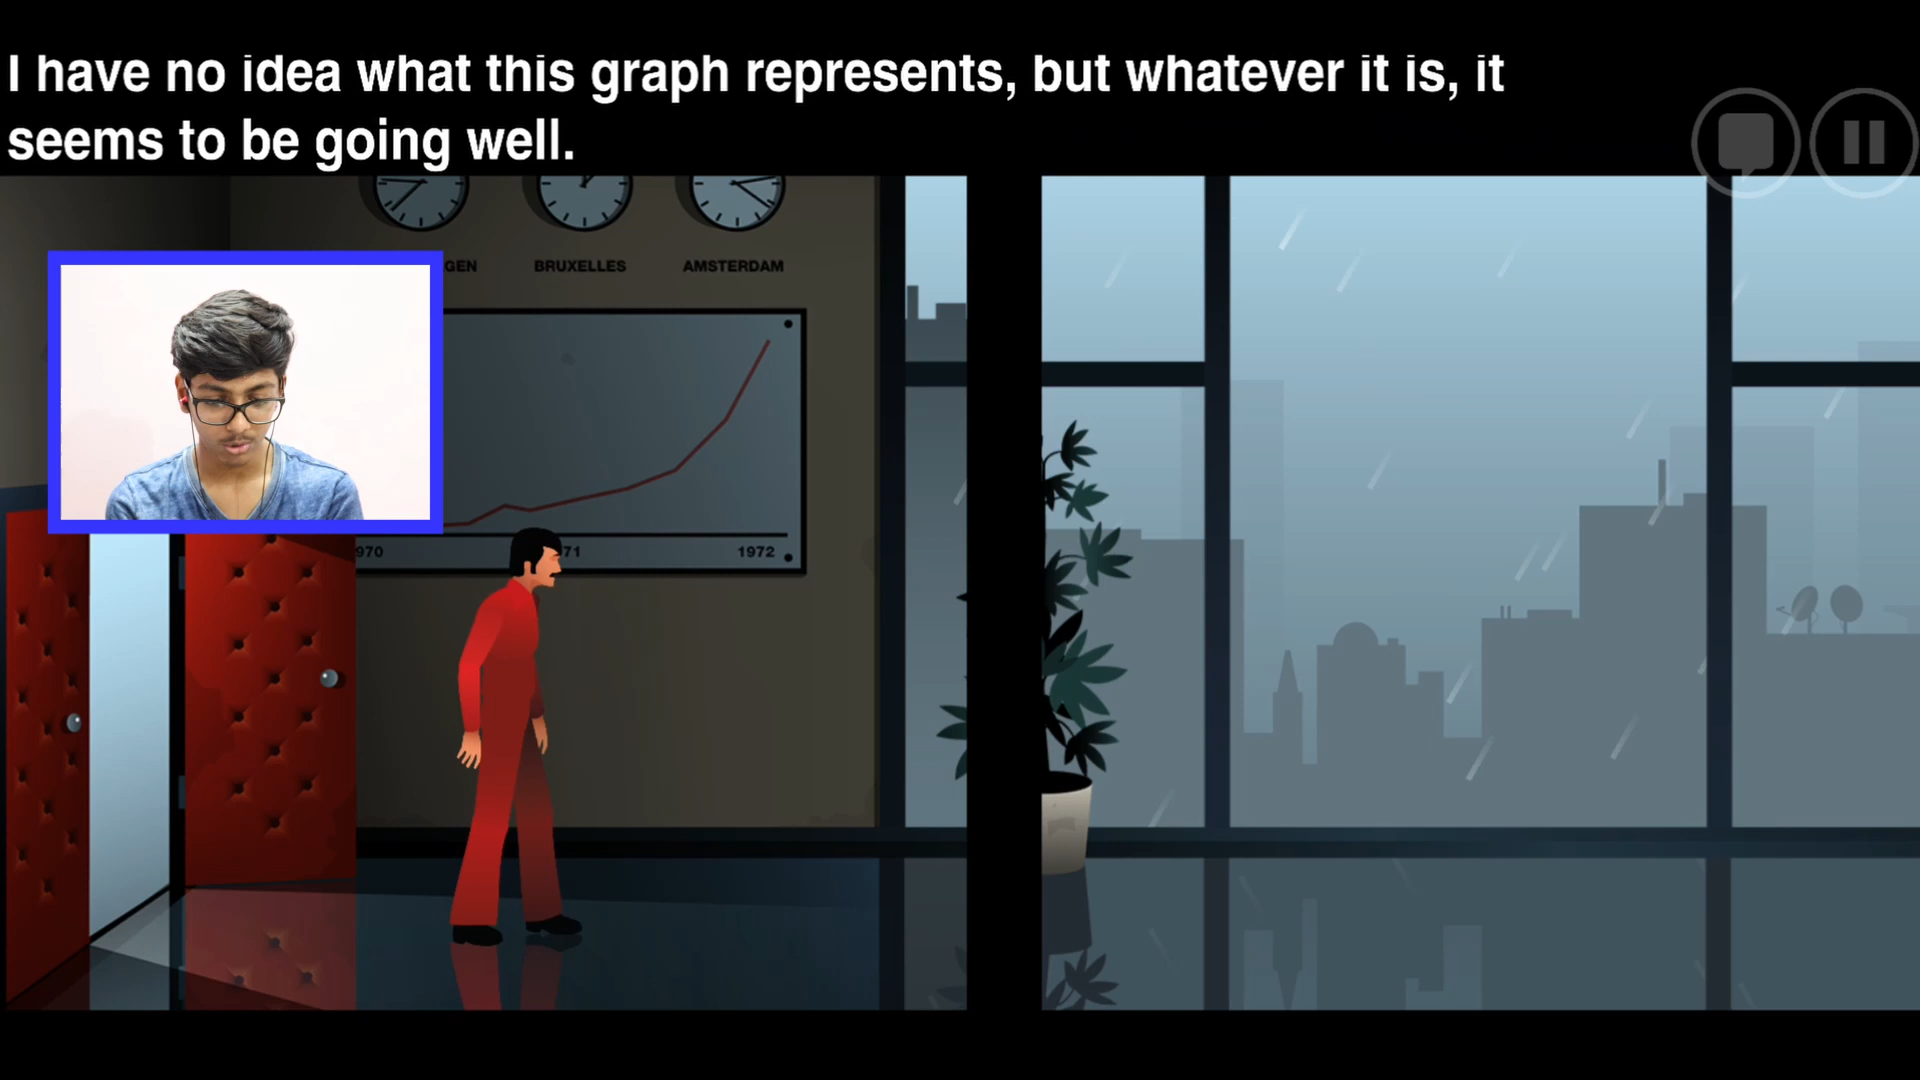 I have no idea what this graph represents, but whatever it is, it
seems to be going well.
GEN BRUXELLES AMSTERDAM
970 71 1972